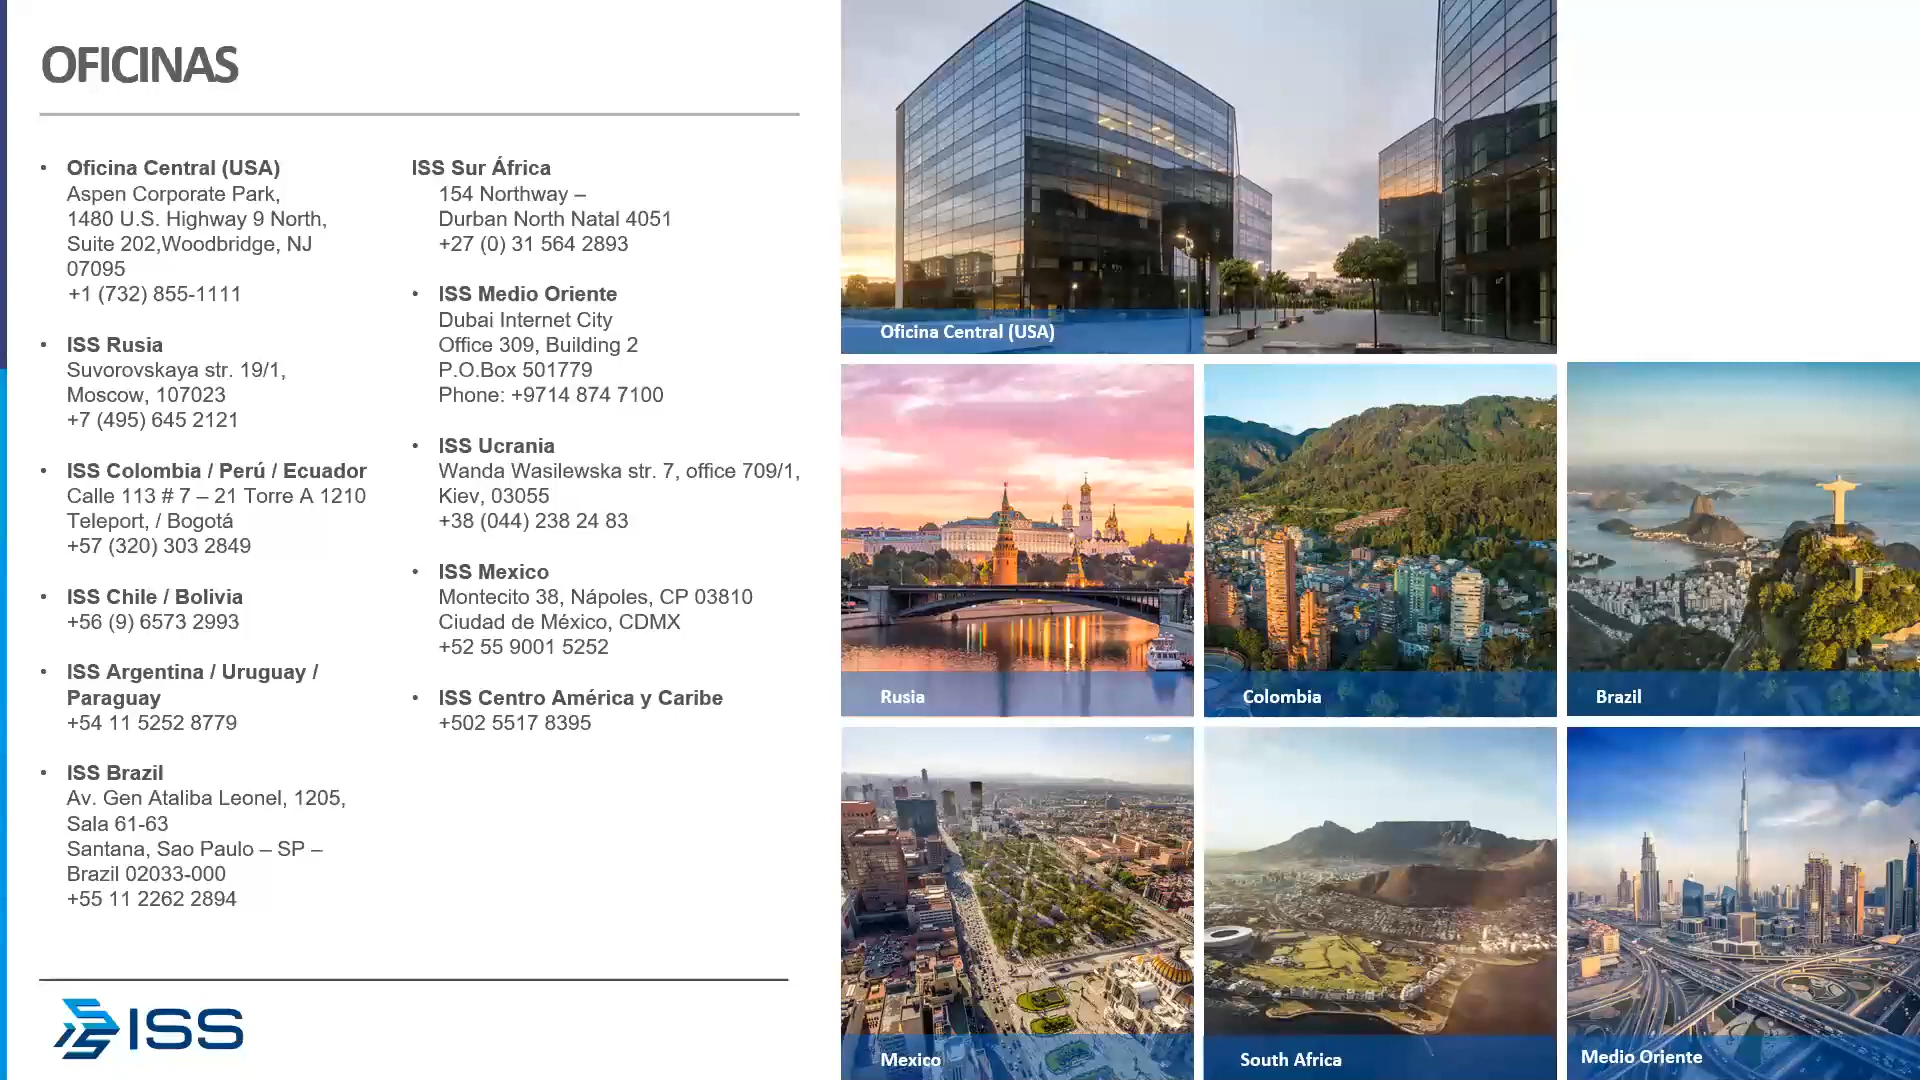 OFICINAS
• Oficina Central (USA)
Aspen Corporate Park,
1480 U.S. Highway 9 North,
Suite 202,Woodbridge, NJ
07095
+1 (732) 855-1111
• ISS Rusia
Suvorovskaya str. 19/1,
Moscow, 107023
+7 (495) 645 2121
• ISS Colombia / Perú / Ecuador
Calle 113 # 7 – 21 Torre A 1210
Teleport, / Bogotá
+57 (320) 303 2849
• ISS Chile / Bolivia
+56 (9) 6573 2993
• ISS Argentina / Uruguay /
Paraguay
+54 11 5252 8779
• ISS Brazil
Av. Gen Ataliba Leonel, 1205,
Sala 61-63
Santana, Sao Paulo – SP –
Brazil 02033-000
+55 11 2262 2894
ISS Sur África
154 Northway –
Durban North Natal 4051
+27 (0) 31 564 2893
• ISS Medio Oriente
Dubai Internet City
Office 309, Building 2
P.O.Box 501779
Phone: +9714 874 7100
• ISS Ucrania
Wanda Wasilewska str. 7, office 709/1,
Kiev, 03055
+38 (044) 238 24 83
• ISS Mexico
Montecito 38, Nápoles, CP 03810
Ciudad de México, CDMX
+52 55 9001 5252
• ISS Centro América y Caribe
+502 5517 8395
ISS
Oficina Central (USA)
Rusia
Colombia
Brazil
Mexico
South Africa
Medio Oriente